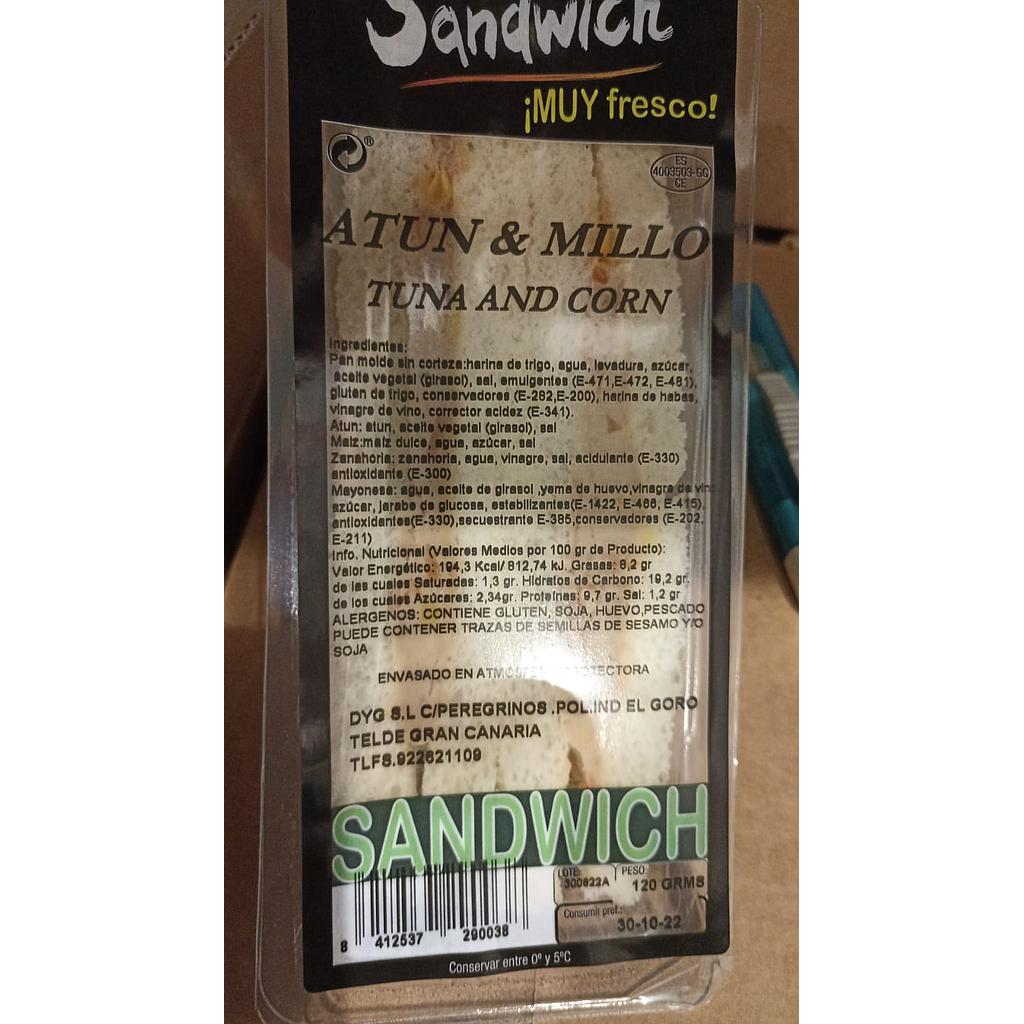 Sandwich
¡MUY fresco!
®
ES
4003503-GC
CE
ATUN & MILLO
TUNA AND CORN
Ingredientes:
Pan molde sin corteza:harina de trigo, agua, levadura, azúcar,
aceite vegetal (girasol), sal, emulgentes (E-471,E-472, E-481),
gluten de trigo, conservadores (E-282,E-200), harina de habas,
vinagre de vino, corrector acidez (E-341).
Atun: atun, aceite vegetal (girasol), sal
Maiz:maiz dulce, agua, azúcar, sal
Zanahoria: zanahoria, agua, vinagre, sal, acidulante (E-330)
antioxidante (E-300)
Mayonesa: agua, aceite de girasol ,yema de huevo,vinagre de vino
azúcar, jarabe de glucosa, estabilizantes(E-1422, E-466, E-415),
antioxidantes(E-330),secuestrante E-385,conservadores (E-202,
E-211)
Info. Nutricional (Valores Medios por 100 gr de Producto):
Valor Energético: 194,3 Kcal/ 812,74 kJ. Grasas: 8,2 gr
de las cuales Saturadas: 1,3 gr. Hidratos de Carbono: 19,2 gr.
de los cuales Azúcares: 2,34gr. Proteínas: 9,7 gr. Sal: 1,2 gr
ALERGENOS: CONTIENE GLUTEN, SOJA, HUEVO,PESCADO
PUEDE CONTENER TRAZAS DE SEMILLAS DE SESAMO Y/O
SOJA
ENVASADO EN
DYG S.L C/PEREGRINOS .POL.IND EL GORO
TELDE GRAN CANARIA
TLFS.922621109
SANDWICH
LOTE: 300822A
PESO: 120 GRMS
Consumir pref.: 30-10-22
8 412537 290038
Conservar entre 0º y 5ºC